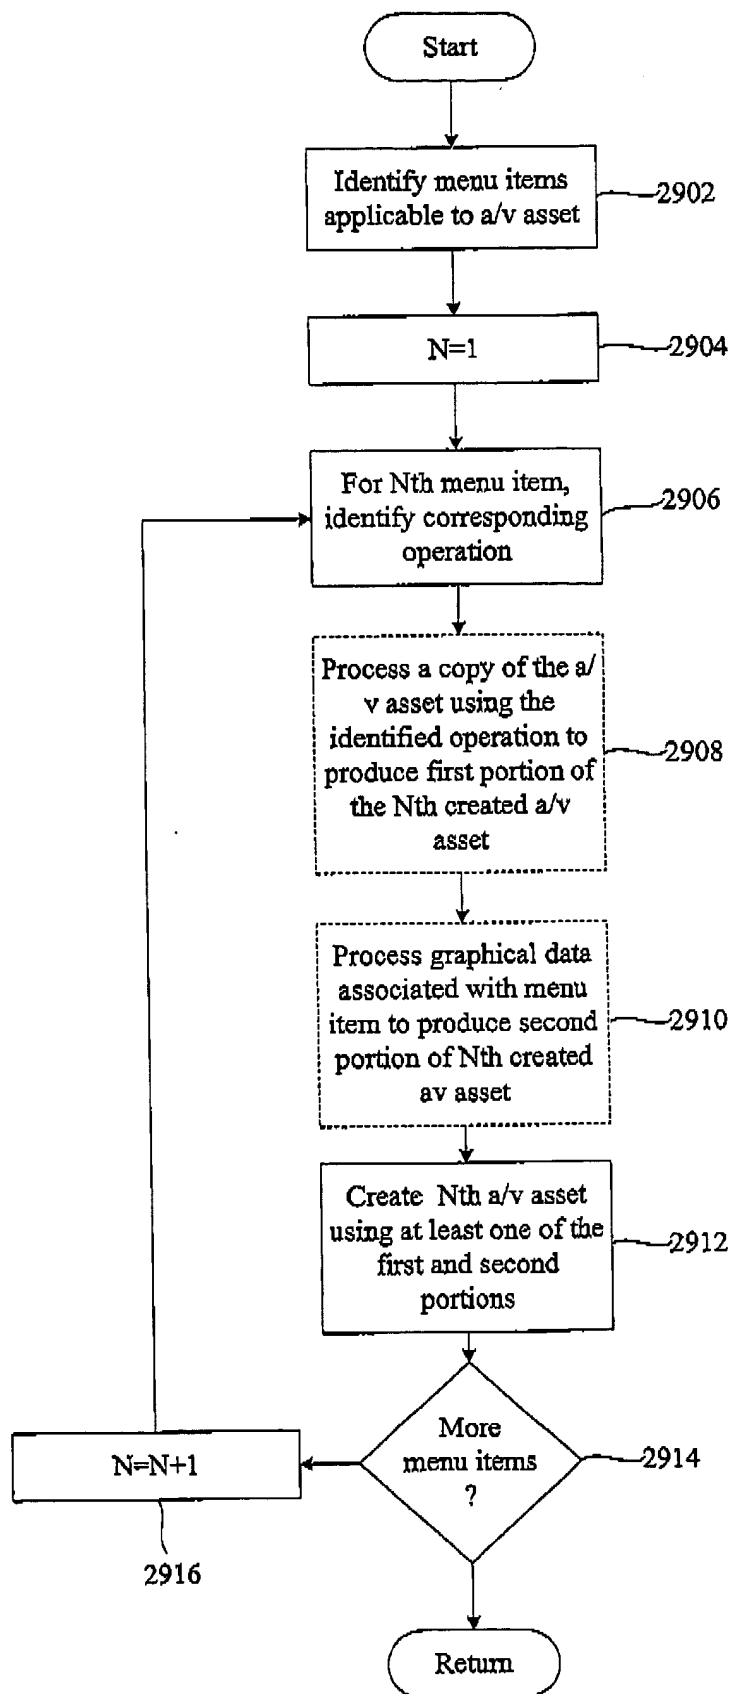 Start
Identify menu items
applicable to a/v asset
2902
N=1
2904
For Nth menu item,
identify corresponding
operation
2906
Process a copy of the a/
v asset using the
identified operation to
produce first portion of
the Nth created a/v
asset
2908
Process graphical data
associated with menu
item to produce second
portion of Nth created
av asset
2910
Create Nth a/v asset
using at least one of the
first and second
portions
2912
More
menu items
?
2914
N=N+1
2916
Return